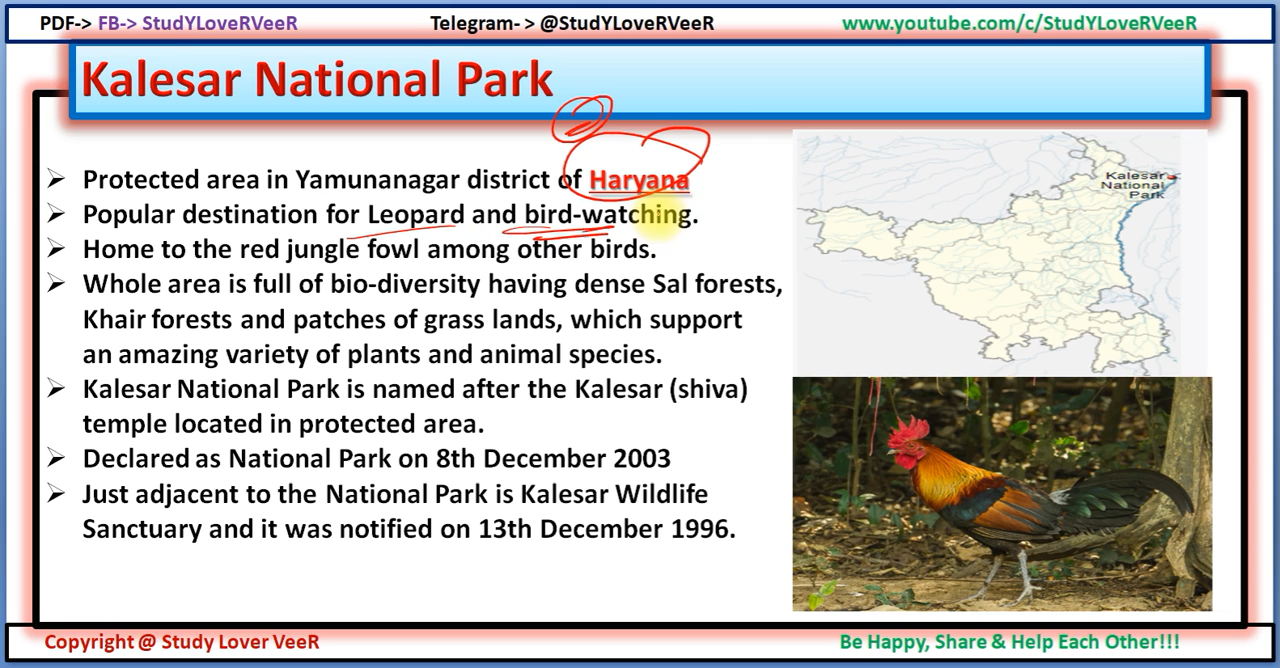 PDF-> FB-> StudYLoveRVeeR Telegram- > @StudYLoveRVeeR www.youtube.com/c/StudYLoveRVeeR
Kalesar National Park
2
Protected area in Yamunanagar district of Haryana
Popular destination for Leopard and bird-watching.
Home to the red jungle fowl among other birds.
Whole area is full of bio-diversity having dense Sal forests,
Khair forests and patches of grass lands, which support
an amazing variety of plants and animal species.
Kalesar National Park is named after the Kalesar (shiva)
temple located in protected area.
Declared as National Park on 8th December 2003
Just adjacent to the National Park is Kalesar Wildlife
Sanctuary and it was notified on 13th December 1996.
Kalesar
National
Park
Copyright @ Study Lover VeeR Be Happy, Share & Help Each Other!!!